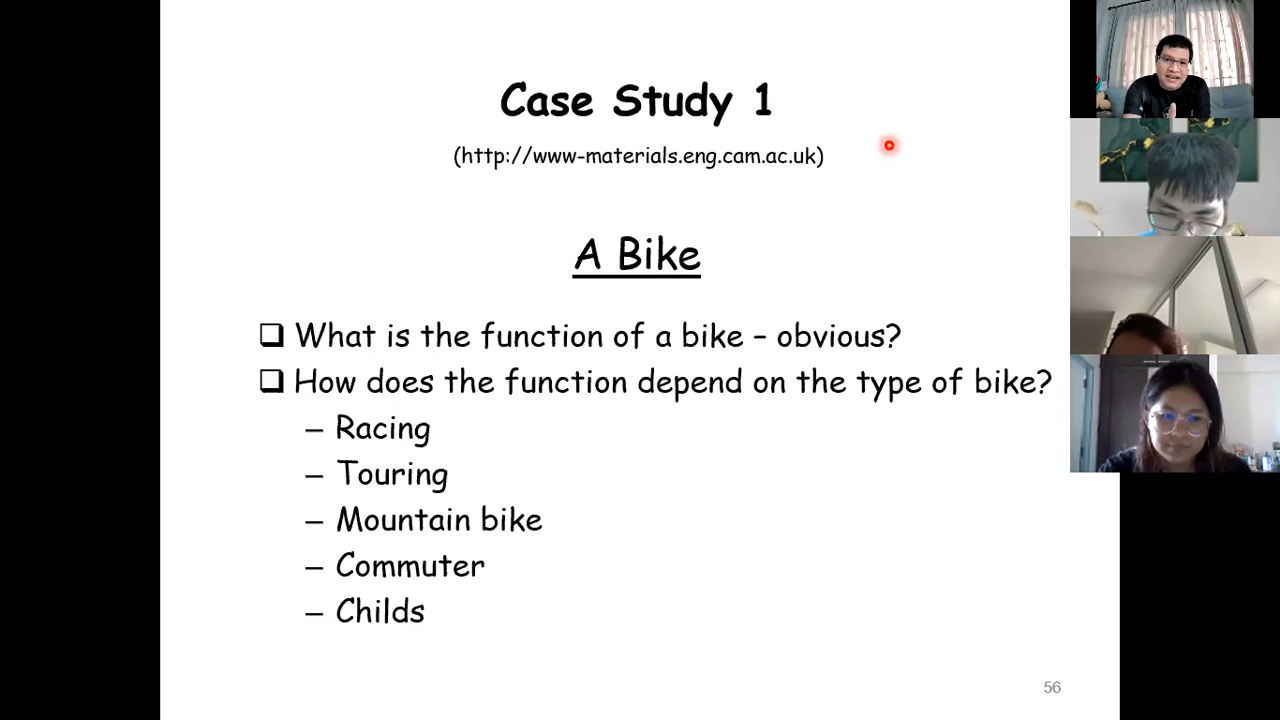 Case Study 1
(http://www-materials.eng.cam.ac.uk)
A Bike
❑ What is the function of a bike – obvious?
❑ How does the function depend on the type of bike?
– Racing
– Touring
– Mountain bike
– Commuter
– Childs
56